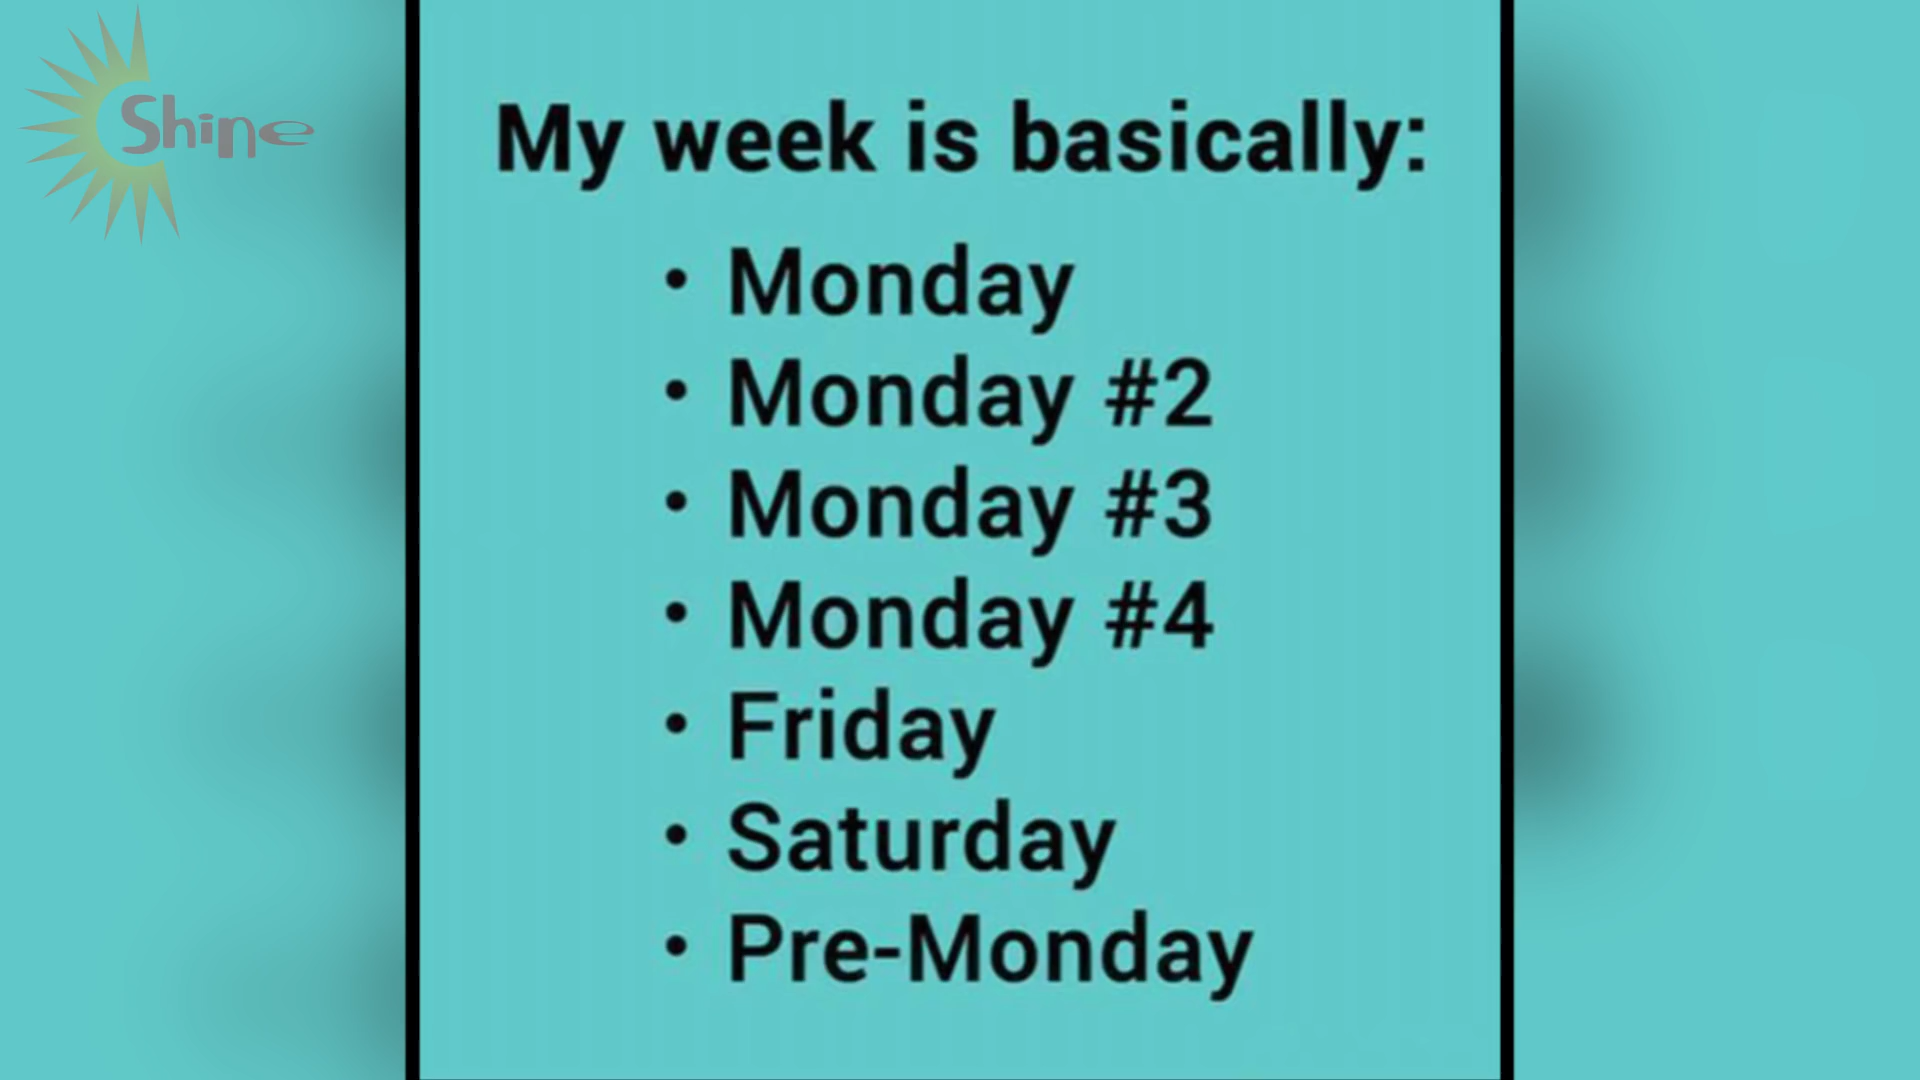 Shine
My week is basically:
• Monday
• Monday #2
• Monday #3
• Monday #4
• Friday
• Saturday
• Pre-Monday